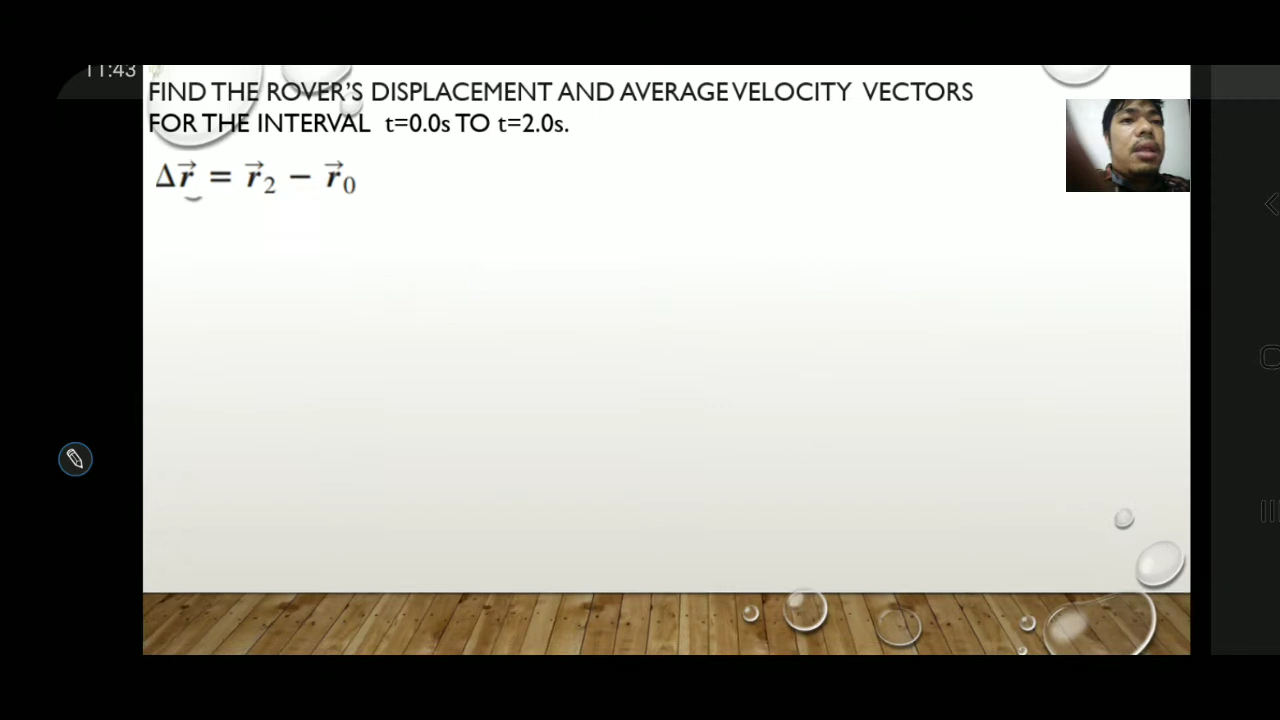 11:43
FIND THE ROVER'S DISPLACEMENT AND AVERAGE VELOCITY VECTORS
FOR THE INTERVAL t=0.0s TO t=2.0s.
Δr⃗ = r⃗₂ − r⃗₀